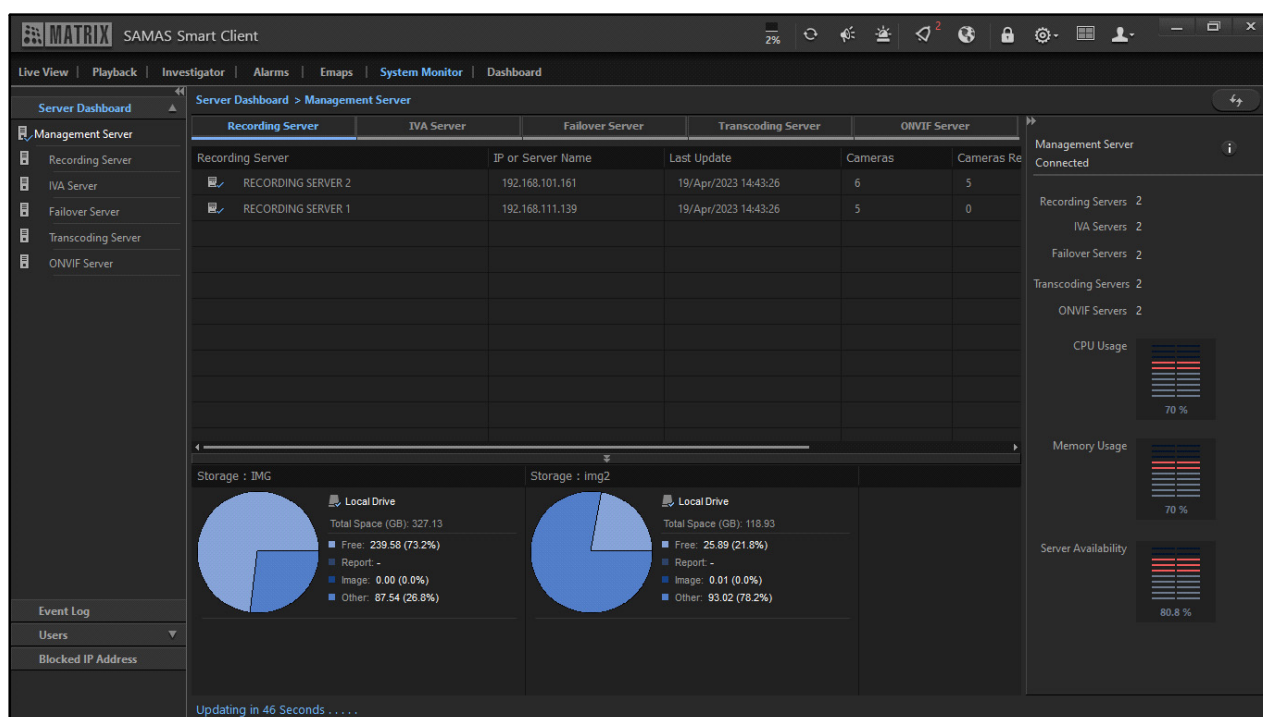 MATRIX SAMAS Smart Client 2% 2
Live View | Playback | Investigator | Alarms | Emaps | System Monitor | Dashboard
Server Dashboard
Management Server
Recording Server
IVA Server
Failover Server
Transcoding Server
ONVIF Server
Event Log
Users
Blocked IP Address
Server Dashboard > Management Server
Recording Server IVA Server Failover Server Transcoding Server ONVIF Server
Recording Server IP or Server Name Last Update Cameras Cameras Re
RECORDING SERVER 2 192.168.101.161 19/Apr/2023 14:43:26 6 5
RECORDING SERVER 1 192.168.111.139 19/Apr/2023 14:43:26 5 0
Storage : IMG
Local Drive
Total Space (GB): 327.13
Free: 239.58 (73.2%)
Report: -
Image: 0.00 (0.0%)
Other: 87.54 (26.8%)
Storage : img2
Local Drive
Total Space (GB): 118.93
Free: 25.89 (21.8%)
Report: -
Image: 0.01 (0.0%)
Other: 93.02 (78.2%)
Updating in 46 Seconds . . . . .
Management Server
Connected
Recording Servers 2
IVA Servers 2
Failover Servers 2
Transcoding Servers 2
ONVIF Servers 2
CPU Usage
70 %
Memory Usage
70 %
Server Availability
80.8 %